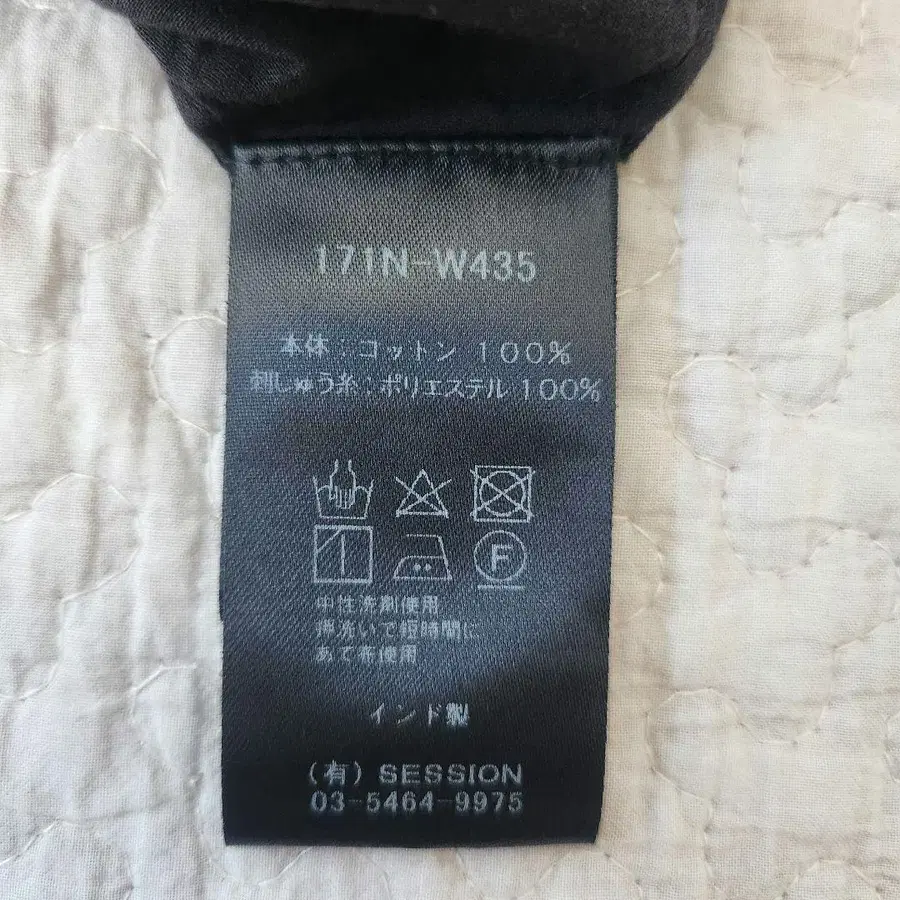 171N-W435
本体：コットン 100%
刺しゅう糸：ポリエステル 100%
F
中性洗剤使用
押洗いで短時間に
あて布使用
インド製
(有) SESSION
03-5464-9975